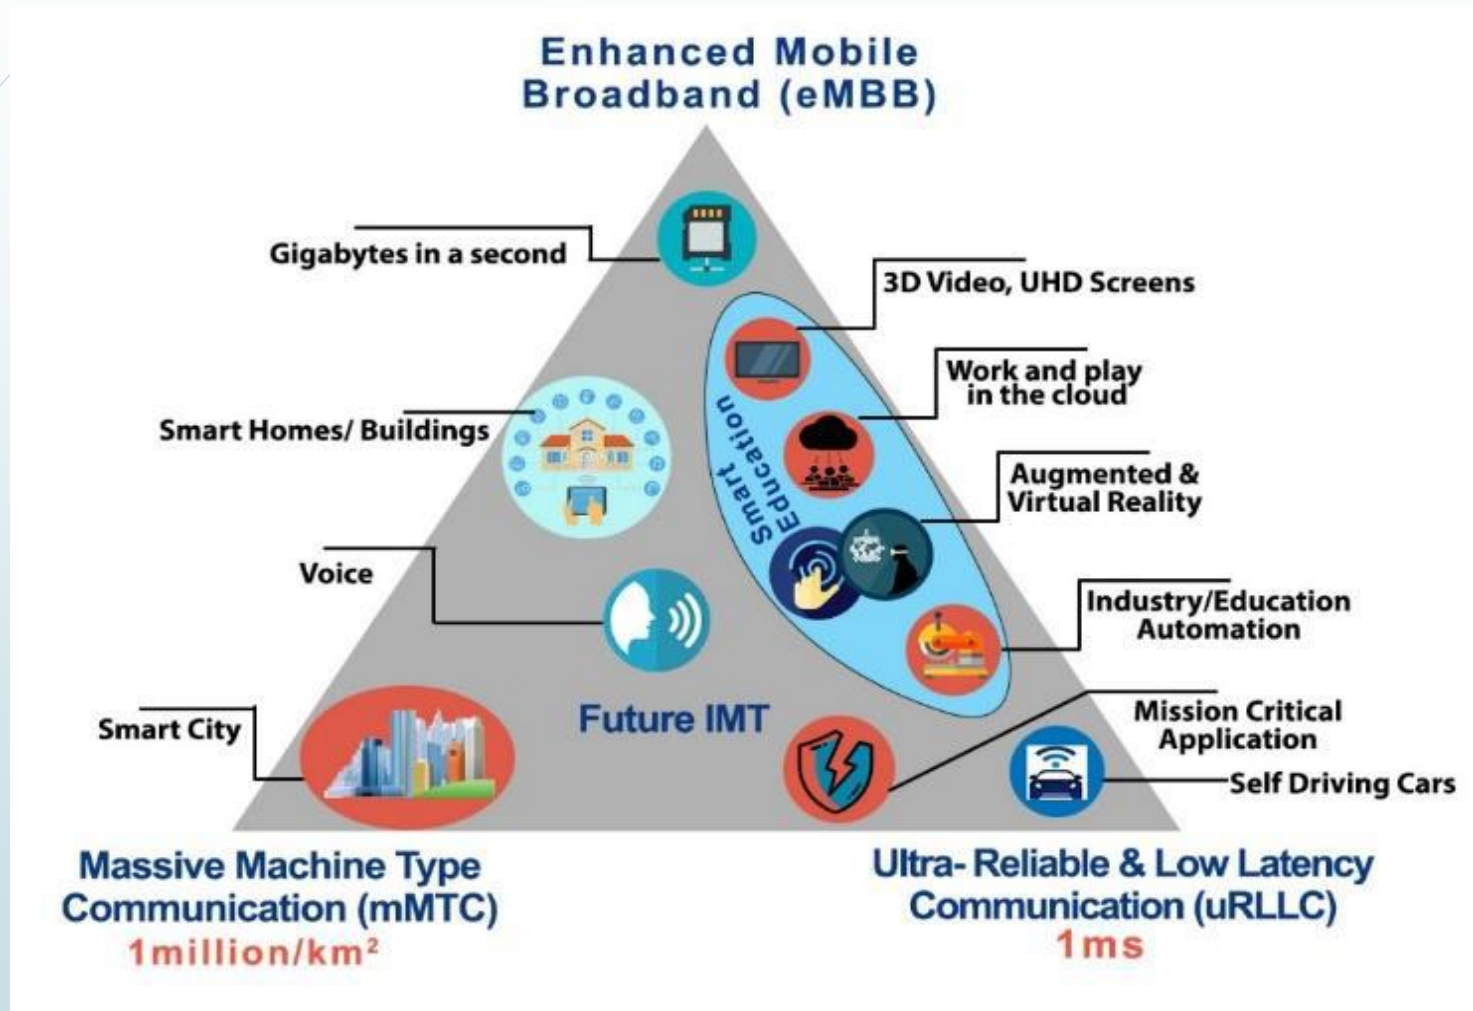 Enhanced Mobile
Broadband (eMBB)
Gigabytes in a second
3D Video, UHD Screens
Work and play
in the cloud
Smart Homes/ Buildings
Smart
Education
Augmented &
Virtual Reality
Voice
Industry/Education
Automation
Future IMT
Smart City
Mission Critical
Application
Self Driving Cars
Massive Machine Type
Communication (mMTC)
1million/km²
Ultra- Reliable & Low Latency
Communication (uRLLC)
1ms